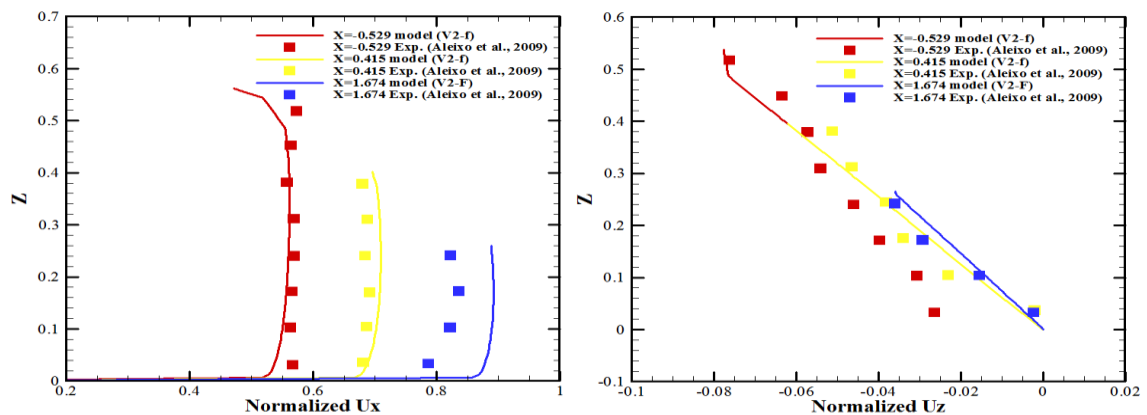 0.7
0.6
0.5
0.4
0.3
0.2
0.1
0
Z
X=-0.529 model (V2-f)
X=-0.529 Exp. (Aleixo et al., 2009)
X=0.415 model (V2-f)
X=0.415 Exp. (Aleixo et al., 2009)
X=1.674 model (V2-F)
X=1.674 Exp. (Aleixo et al., 2009)
0.2 0.4 0.6 0.8 1
Normalized Ux
0.6
0.5
0.4
0.3
0.2
0.1
0
-0.1
Z
X=-0.529 model (V2-f)
X=-0.529 Exp. (Aleixo et al., 2009)
X=0.415 model (V2-f)
X=0.415 Exp. (Aleixo et al., 2009)
X=1.674 model (V2-F)
X=1.674 Exp. (Aleixo et al., 2009)
-0.1 -0.08 -0.06 -0.04 -0.02 0 0.02
Normalized Uz